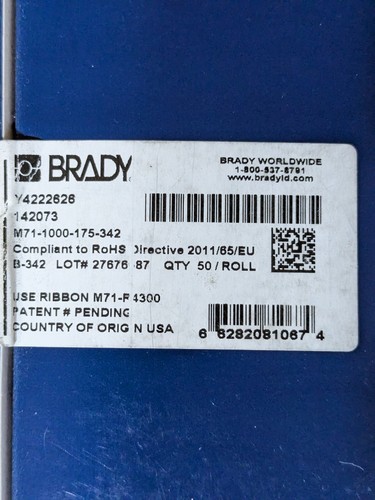 BRADY
BRADY WORLDWIDE
1-800-537-8791
www.bradyid.com
Y4222626
142073
M71-1000-175-342
Compliant to RoHS Directive 2011/65/EU
B-342 LOT# 27676 87 QTY 50 / ROLL
USE RIBBON M71-R4300
PATENT # PENDING
COUNTRY OF ORIGIN USA
6 6282081067 4